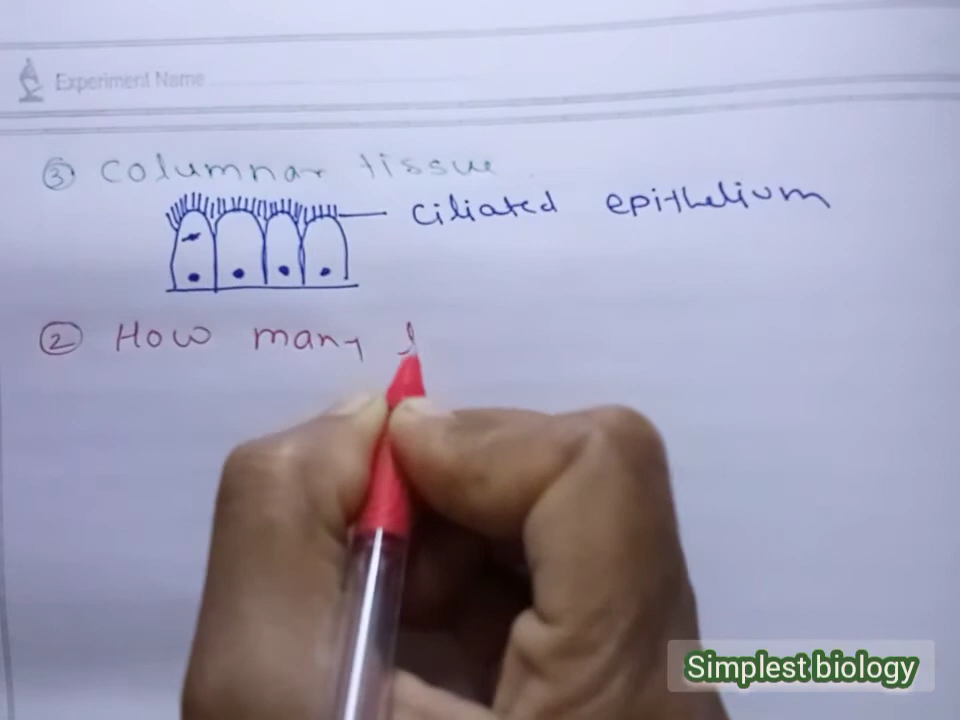 Experiment Name
③ Columnar tissue
ciliated epithelium
② How many
Simplest biology